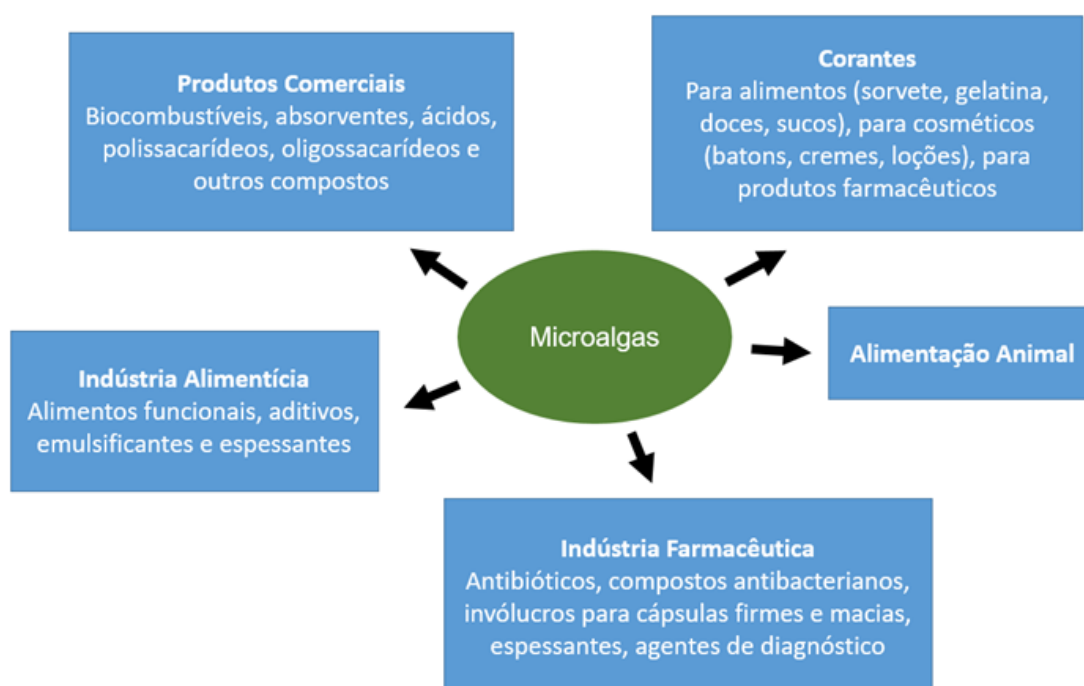 Produtos Comerciais
Biocombustíveis, absorventes, ácidos,
polissacarídeos, oligossacarídeos e
outros compostos
Corantes
Para alimentos (sorvete, gelatina,
doces, sucos), para cosméticos
(batons, cremes, loções), para
produtos farmacêuticos
Microalgas
Alimentação Animal
Indústria Alimentícia
Alimentos funcionais, aditivos,
emulsificantes e espessantes
Indústria Farmacêutica
Antibióticos, compostos antibacterianos,
invólucros para cápsulas firmes e macias,
espessantes, agentes de diagnóstico